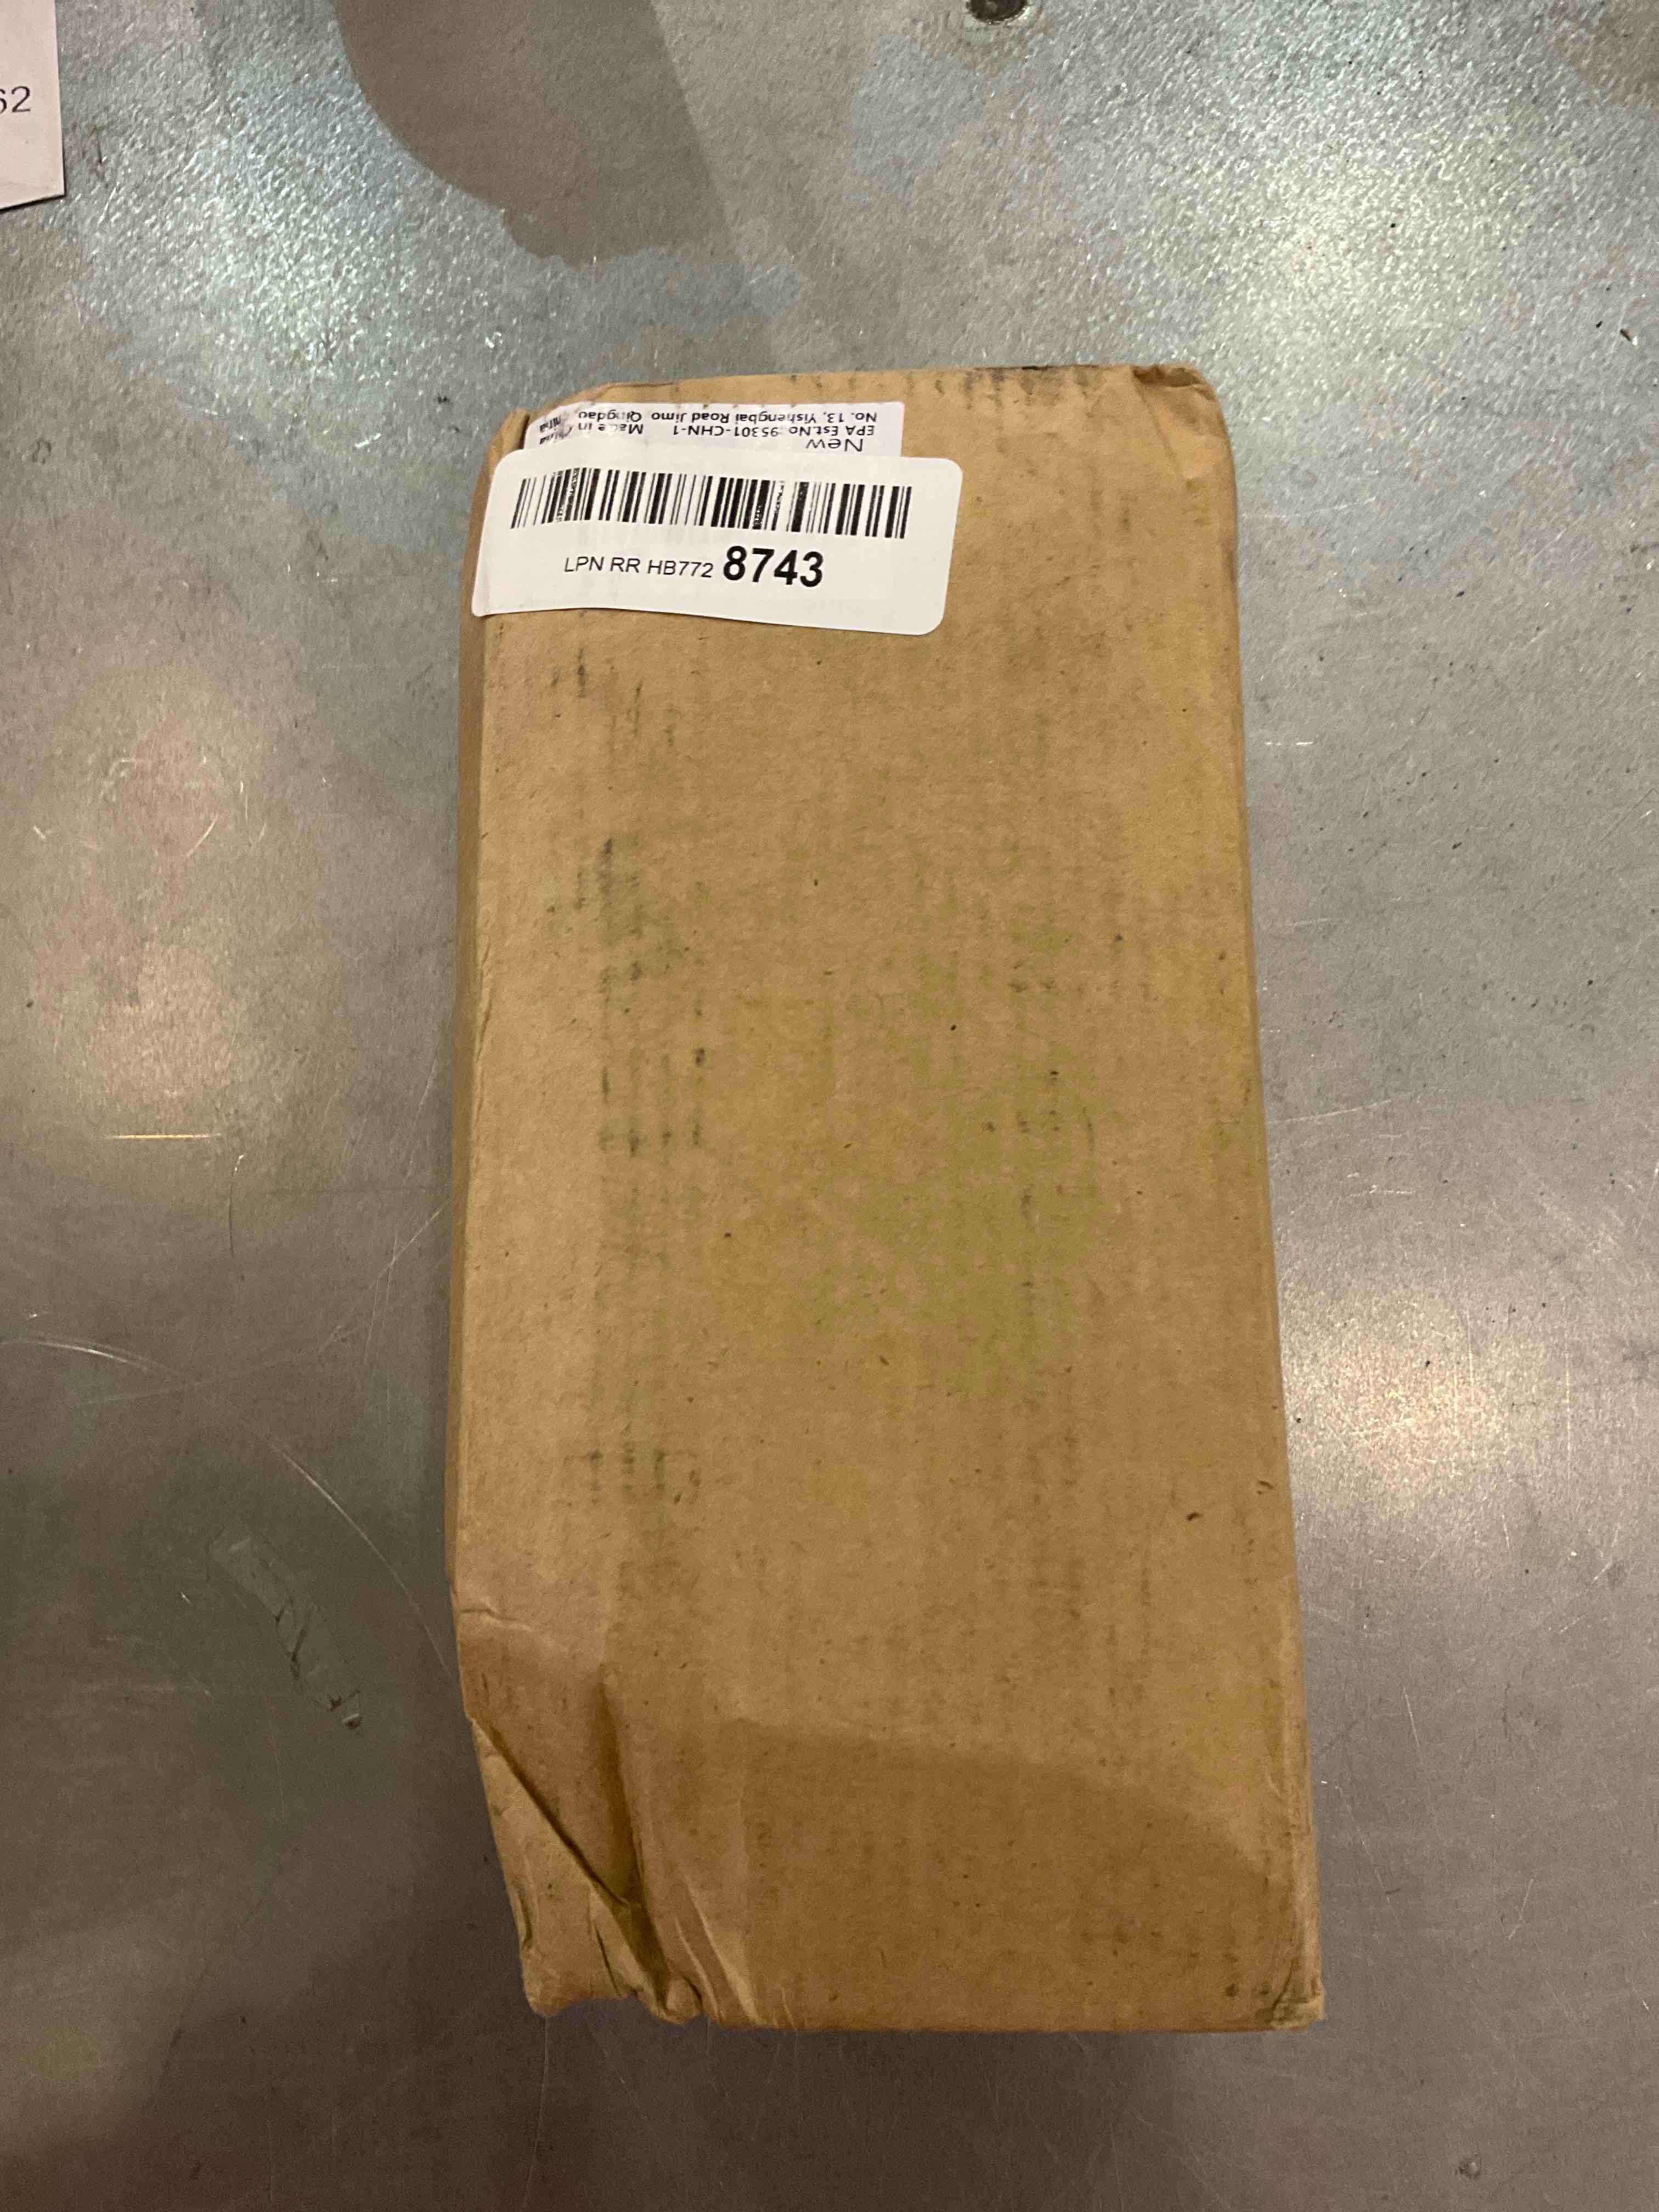 62
New
EPA Est.No.:95301-CHN-1 Made in China
No. 13, Yishengbai Road Jimo Qingdao
LPN RR HB772 8743